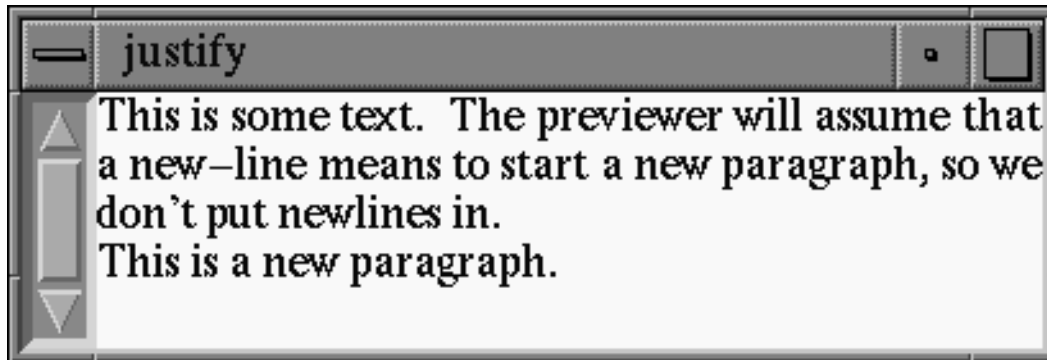 justify
This is some text.  The previewer will assume that
a new–line means to start a new paragraph, so we
don't put newlines in.
This is a new paragraph.